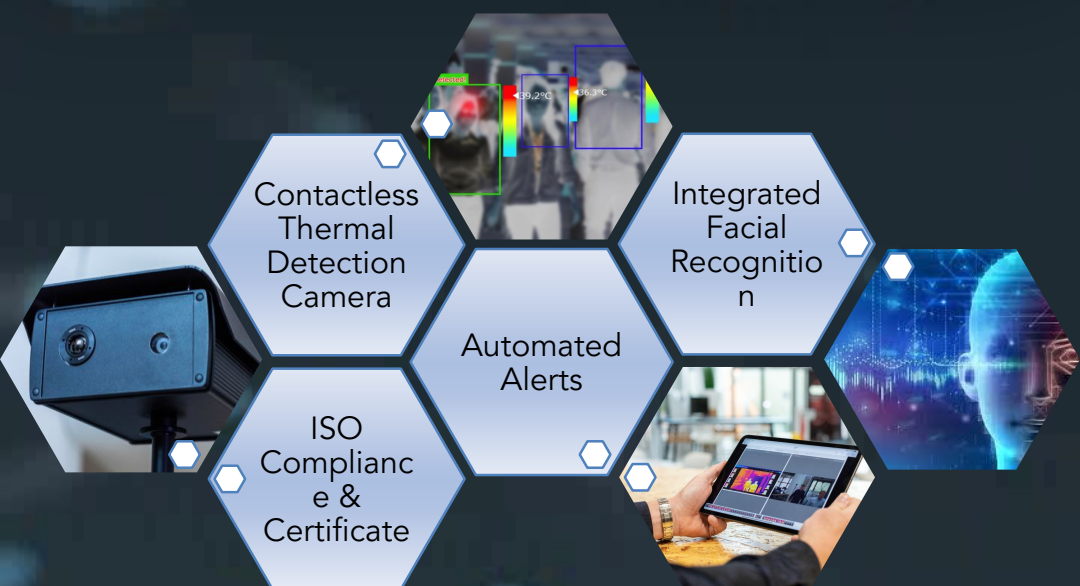 39.2°C
36.3°C
Contactless
Thermal
Detection
Camera
Integrated
Facial
Recognitio
n
Automated
Alerts
ISO
Complianc
e &
Certificate